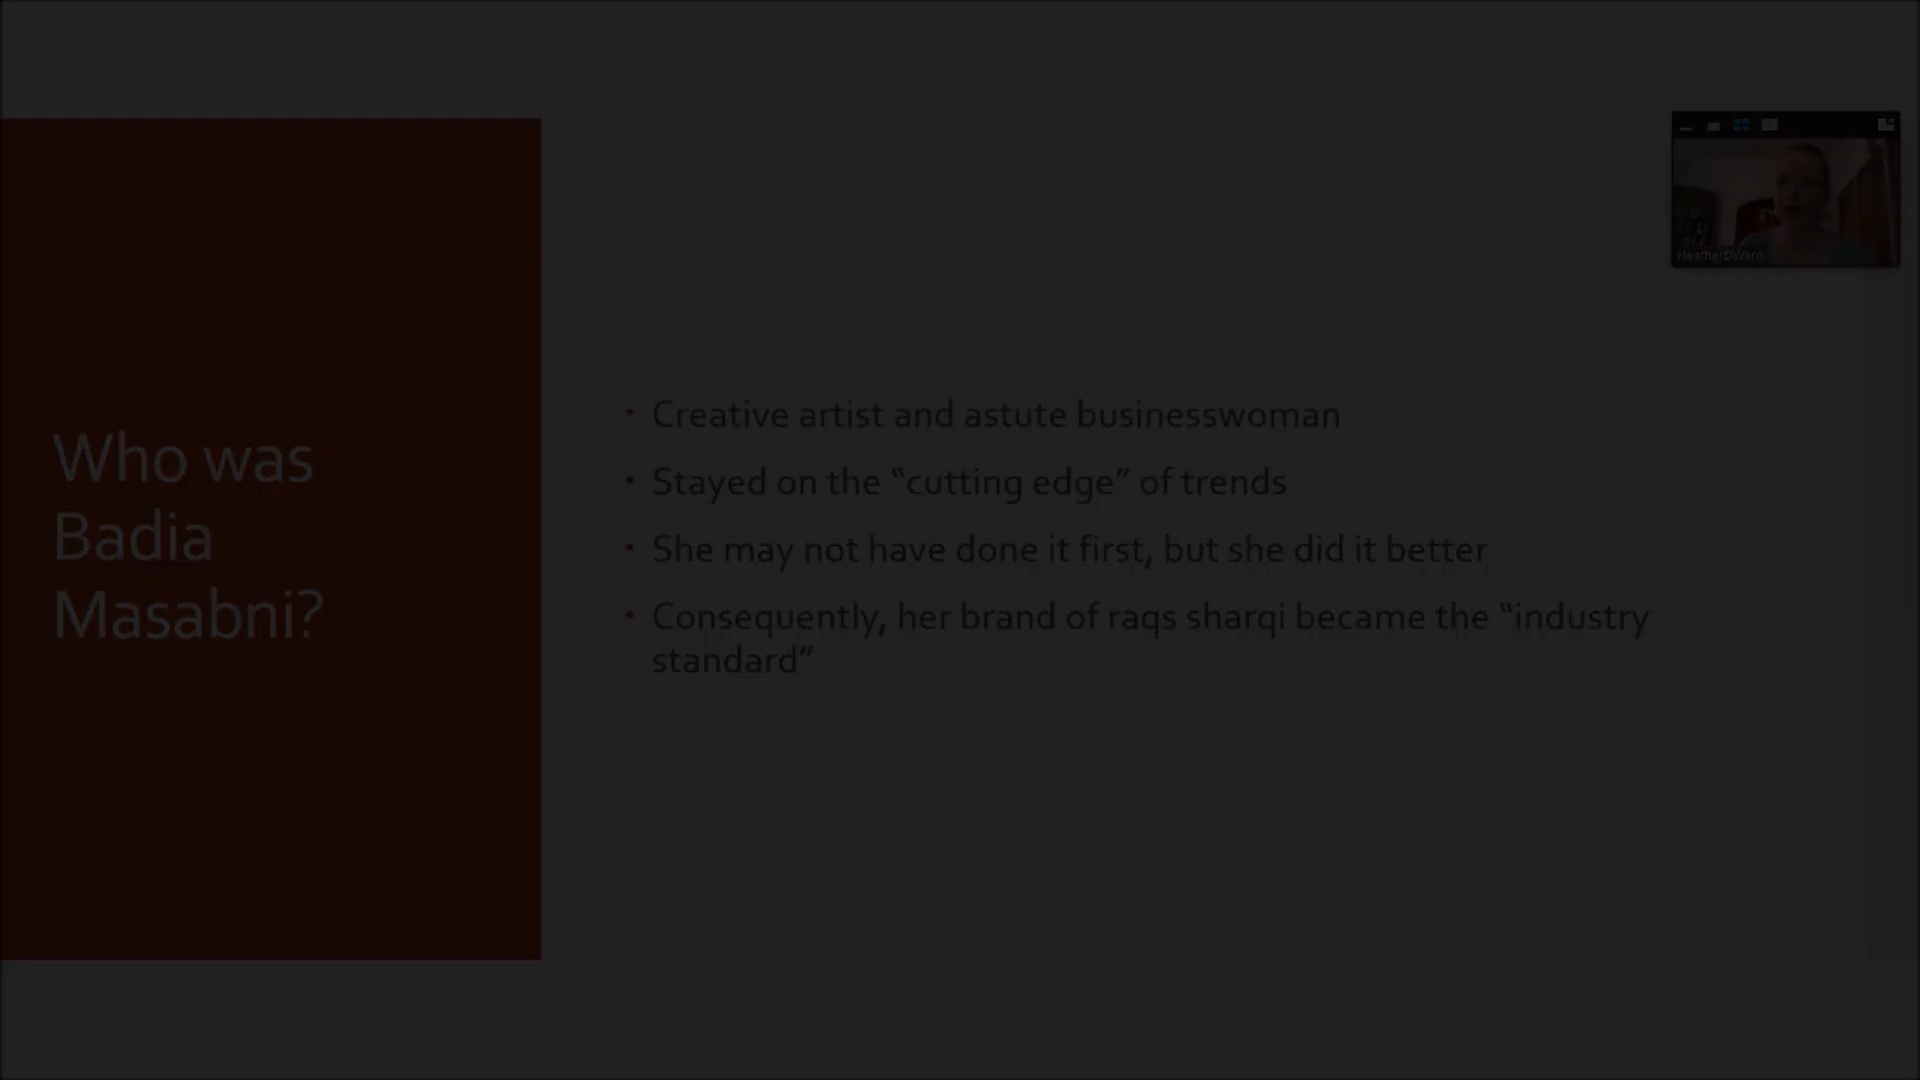 Who was
Badia
Masabni?
• Creative artist and astute businesswoman
• Stayed on the “cutting edge” of trends
• She may not have done it first, but she did it better
• Consequently, her brand of raqs sharqi became the “industry
standard”
HeatherDWard